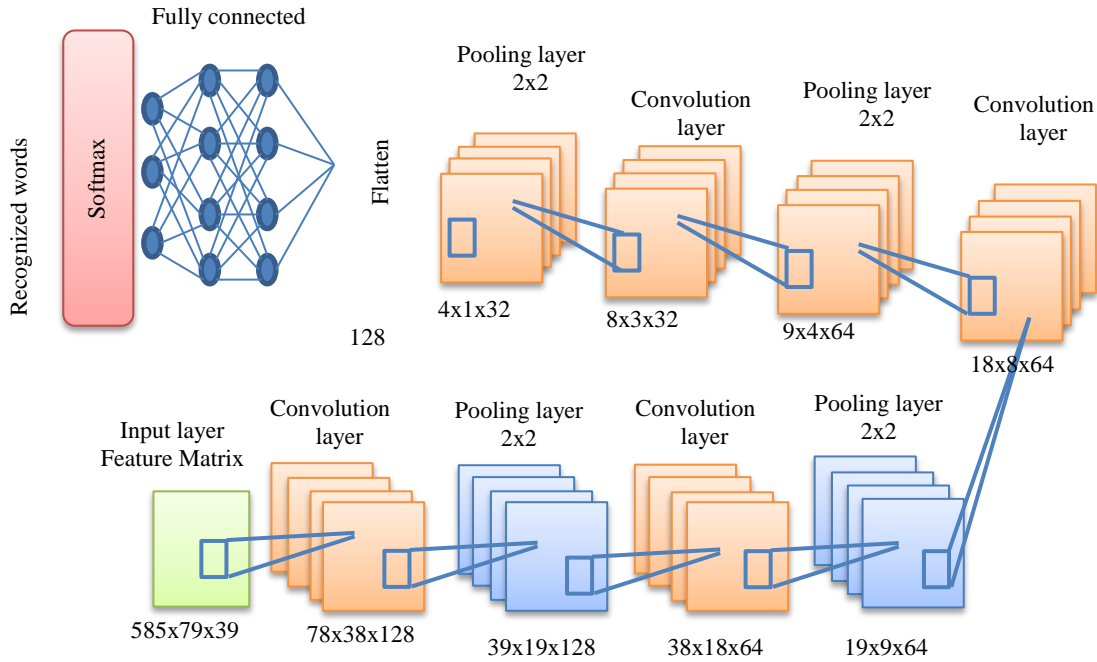 Fully connected
Pooling layer
2x2
Convolution
layer
Pooling layer
2x2
Convolution
layer
Recognized words
Softmax
Flatten
4x1x32
8x3x32
9x4x64
18x8x64
128
Input layer
Feature Matrix
Convolution
layer
Pooling layer
2x2
Convolution
layer
Pooling layer
2x2
585x79x39
78x38x128
39x19x128
38x18x64
19x9x64